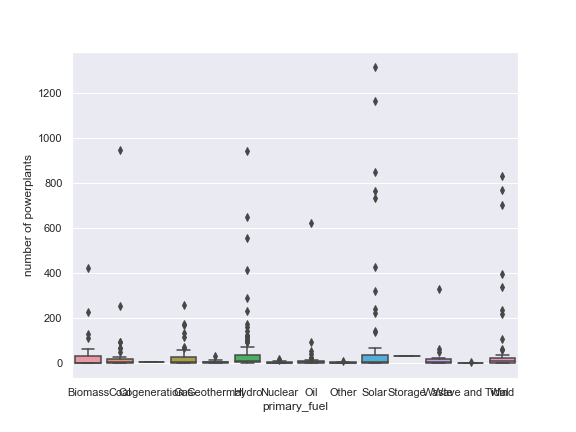 1200
1000
800
600
400
200
0
number of powerplants
Biomass Coal Cogeneration Gas Geothermal Hydro Nuclear Oil Other Solar Storage Waste Wave and Tidal Wind
primary_fuel